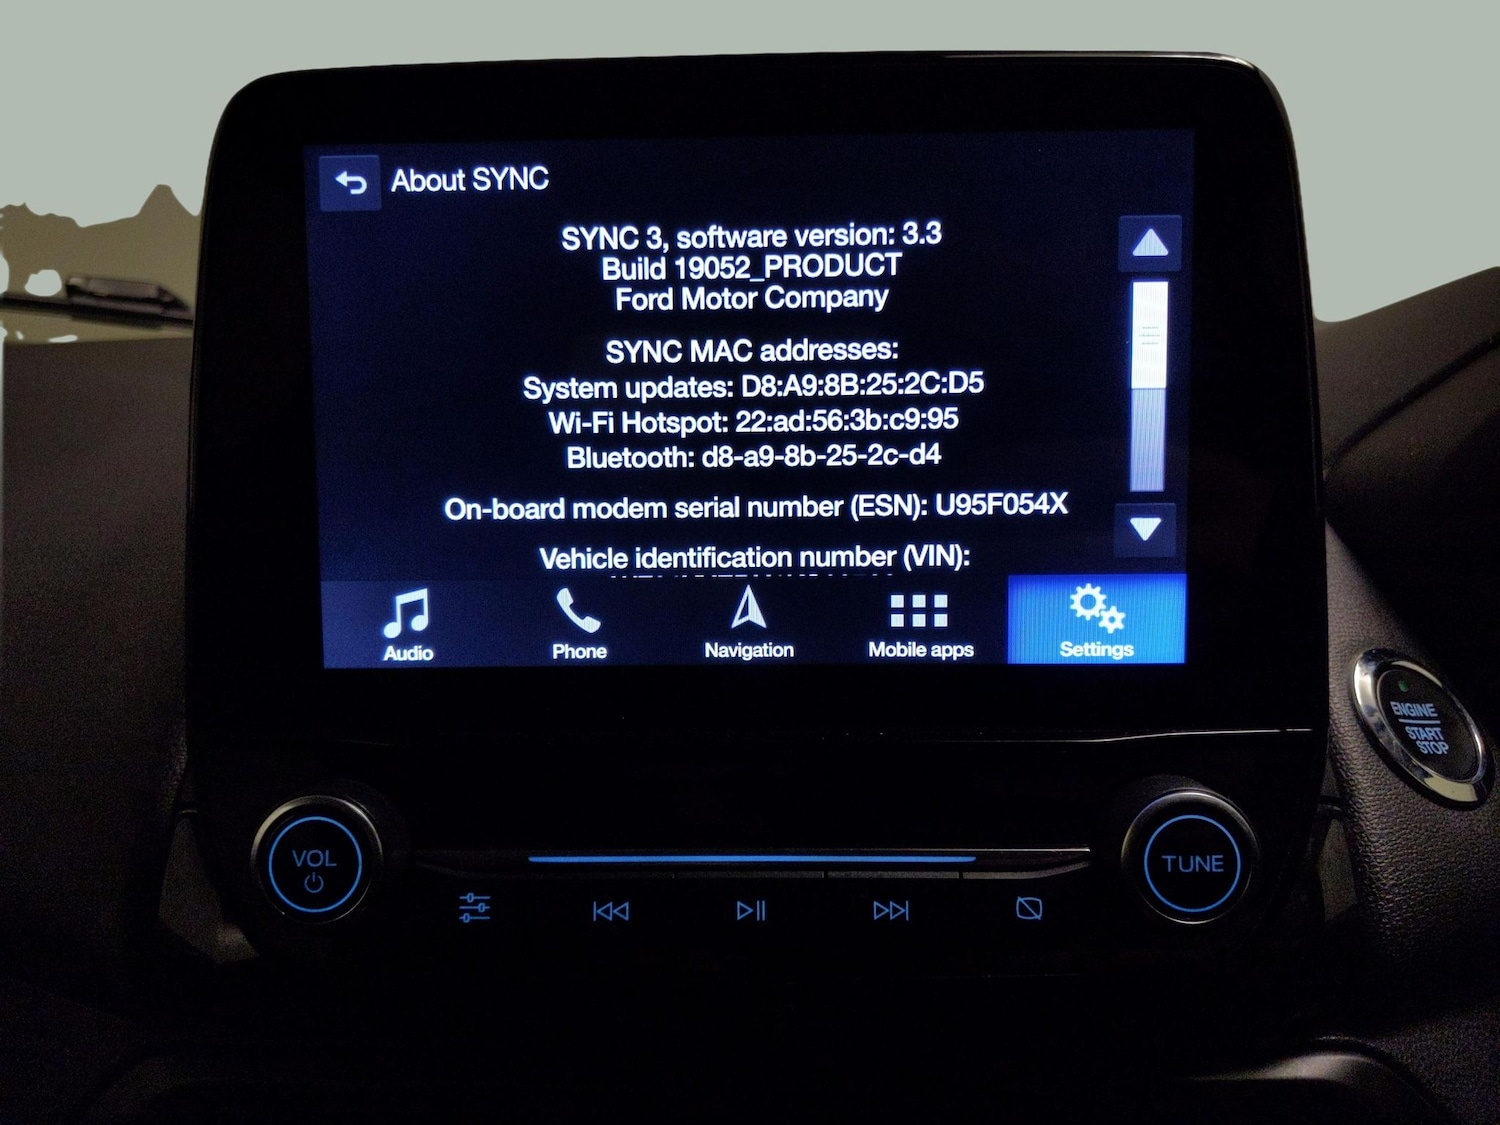 About SYNC
SYNC 3, software version: 3.3
Build 19052_PRODUCT
Ford Motor Company
SYNC MAC addresses:
System updates: D8:A9:8B:25:2C:D5
Wi-Fi Hotspot: 22:ad:56:3b:c9:95
Bluetooth: d8-a9-8b-25-2c-d4
On-board modem serial number (ESN): U95F054X
Vehicle identification number (VIN):
Audio
Phone
Navigation
Mobile apps
Settings
ENGINE
START
STOP
VOL
TUNE